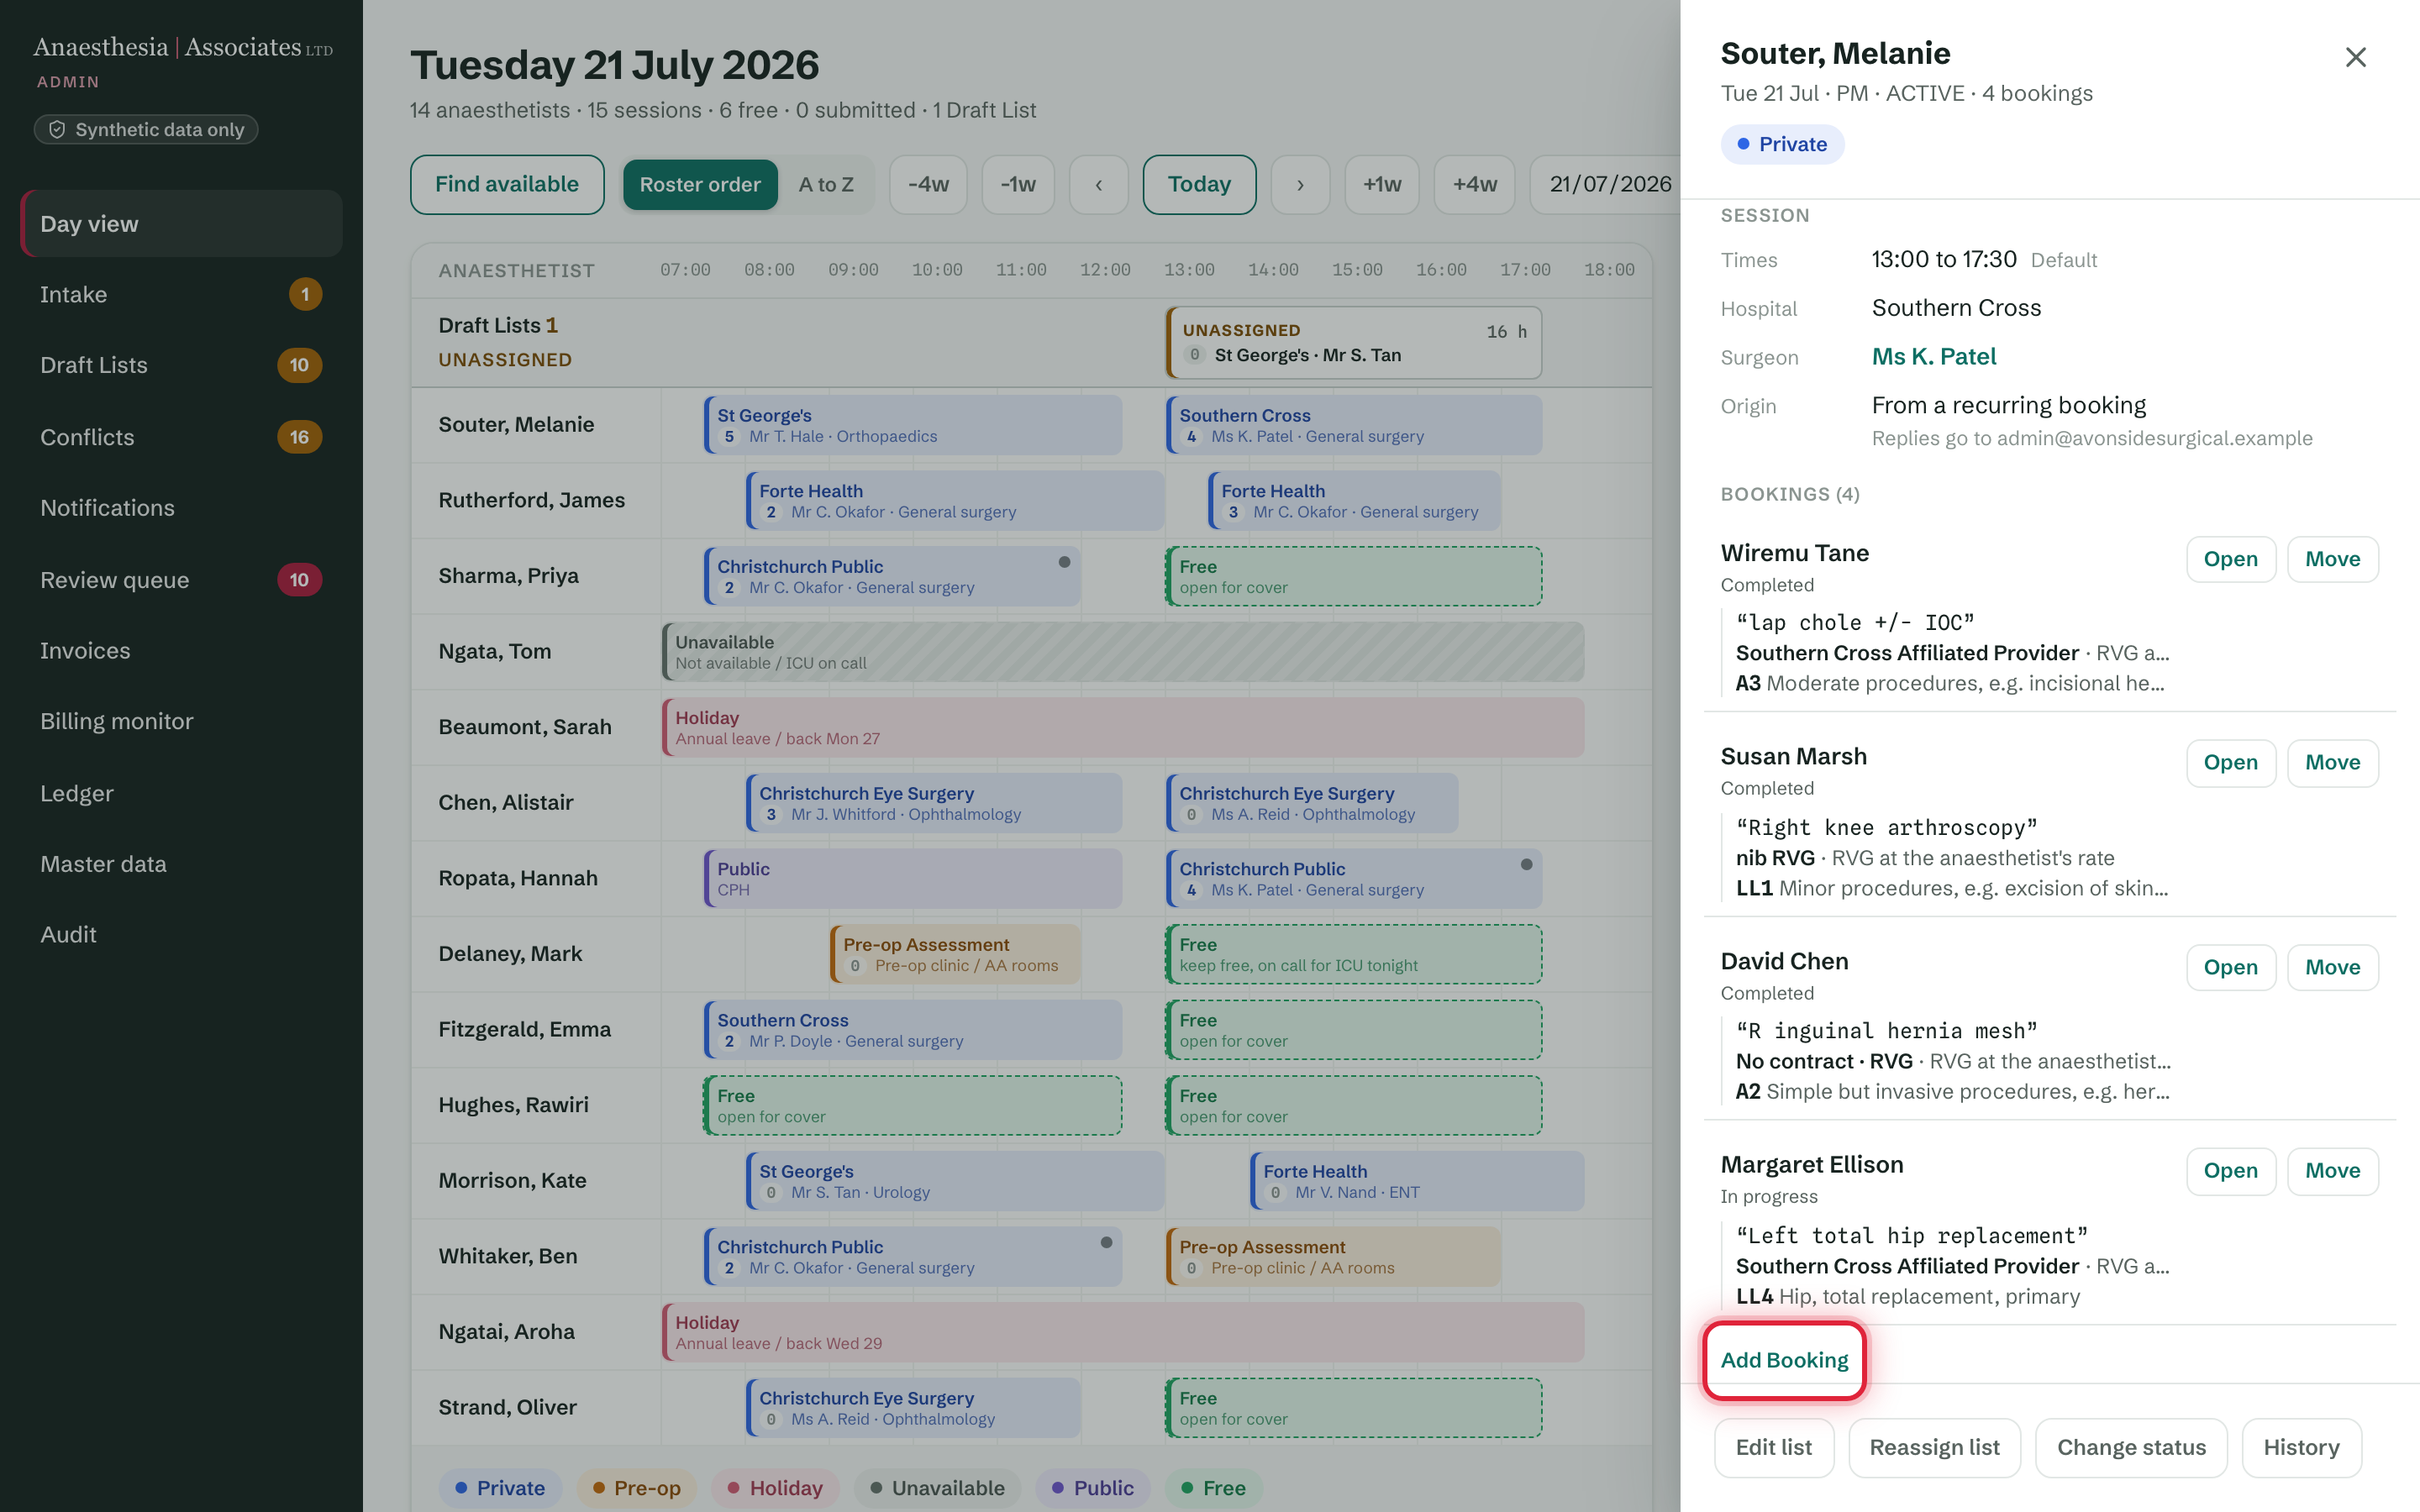 Anaesthesia | Associates LTD
ADMIN
Synthetic data only
Day view
Intake 1
Draft Lists 10
Conflicts 16
Notifications
Review queue 10
Invoices
Billing monitor
Ledger
Master data
Audit
Tuesday 21 July 2026
14 anaesthetists · 15 sessions · 6 free · 0 submitted · 1 Draft List
Find available Roster order A to Z -4w -1w ‹ Today › +1w +4w 21/07/2026
ANAESTHETIST 07:00 08:00 09:00 10:00 11:00 12:00 13:00 14:00 15:00 16:00 17:00 18:00
Draft Lists 1
UNASSIGNED
UNASSIGNED 16 h
0 St George's · Mr S. Tan
Souter, Melanie
St George's
5 Mr T. Hale · Orthopaedics
Southern Cross
4 Ms K. Patel · General surgery
Rutherford, James
Forte Health
2 Mr C. Okafor · General surgery
Forte Health
3 Mr C. Okafor · General surgery
Sharma, Priya
Christchurch Public
2 Mr C. Okafor · General surgery
Free
open for cover
Ngata, Tom
Unavailable
Not available / ICU on call
Beaumont, Sarah
Holiday
Annual leave / back Mon 27
Chen, Alistair
Christchurch Eye Surgery
3 Mr J. Whitford · Ophthalmology
Christchurch Eye Surgery
0 Ms A. Reid · Ophthalmology
Ropata, Hannah
Public
CPH
Christchurch Public
4 Ms K. Patel · General surgery
Delaney, Mark
Pre-op Assessment
0 Pre-op clinic / AA rooms
Free
keep free, on call for ICU tonight
Fitzgerald, Emma
Southern Cross
2 Mr P. Doyle · General surgery
Free
open for cover
Hughes, Rawiri
Free
open for cover
Free
open for cover
Morrison, Kate
St George's
0 Mr S. Tan · Urology
Forte Health
0 Mr V. Nand · ENT
Whitaker, Ben
Christchurch Public
2 Mr C. Okafor · General surgery
Pre-op Assessment
0 Pre-op clinic / AA rooms
Ngatai, Aroha
Holiday
Annual leave / back Wed 29
Strand, Oliver
Christchurch Eye Surgery
0 Ms A. Reid · Ophthalmology
Free
open for cover
Private Pre-op Holiday Unavailable Public Free
Souter, Melanie
Tue 21 Jul · PM · ACTIVE · 4 bookings
Private
SESSION
Times 13:00 to 17:30 Default
Hospital Southern Cross
Surgeon Ms K. Patel
Origin From a recurring booking
Replies go to admin@avonsidesurgical.example
BOOKINGS (4)
Wiremu Tane Open Move
Completed
“lap chole +/- IOC”
Southern Cross Affiliated Provider · RVG a…
A3 Moderate procedures, e.g. incisional he…
Susan Marsh Open Move
Completed
“Right knee arthroscopy”
nib RVG · RVG at the anaesthetist's rate
LL1 Minor procedures, e.g. excision of skin…
David Chen Open Move
Completed
“R inguinal hernia mesh”
No contract · RVG · RVG at the anaesthetist…
A2 Simple but invasive procedures, e.g. her…
Margaret Ellison Open Move
In progress
“Left total hip replacement”
Southern Cross Affiliated Provider · RVG a…
LL4 Hip, total replacement, primary
Add Booking
Edit list Reassign list Change status History